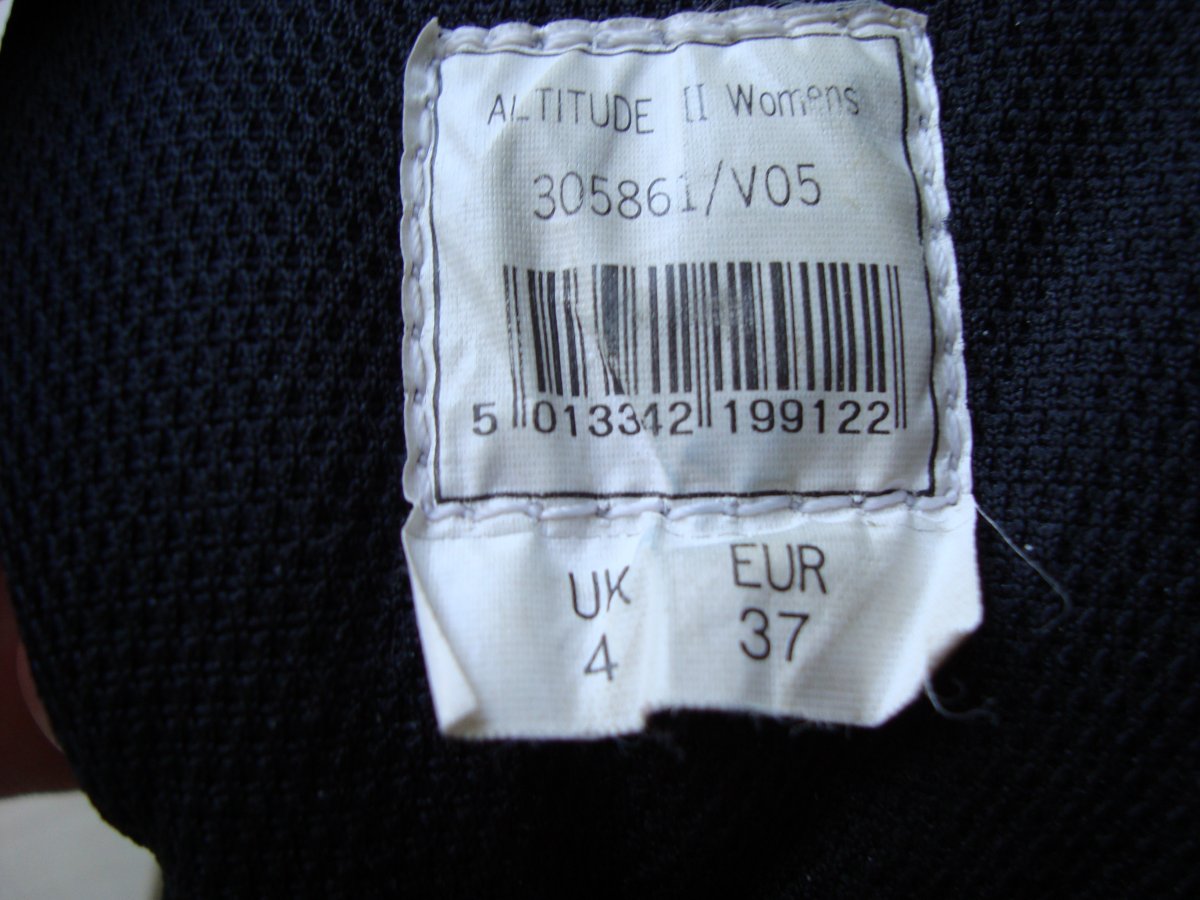 ALTITUDE II Womens
305861/V05
5 013342 199122
UK EUR
4 37